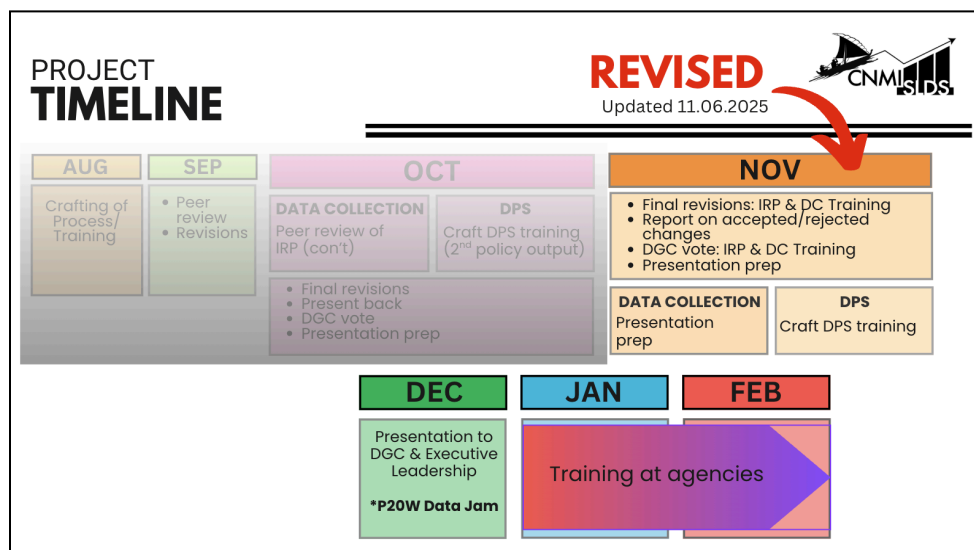 PROJECT
TIMELINE
REVISED
Updated 11.06.2025
CNMI
SLDS
AUG
Crafting of
Process/
Training
SEP
• Peer
review
• Revisions
OCT
DATA COLLECTION
Peer review of
IRP (con’t)
DPS
Craft DPS training
(2nd policy output)
• Final revisions
• Present back
• DGC vote
• Presentation prep
NOV
• Final revisions: IRP & DC Training
• Report on accepted/rejected
changes
• DGC vote: IRP & DC Training
• Presentation prep
DATA COLLECTION
Presentation
prep
DPS
Craft DPS training
DEC
Presentation to
DGC & Executive
Leadership
*P20W Data Jam
JAN
FEB
Training at agencies